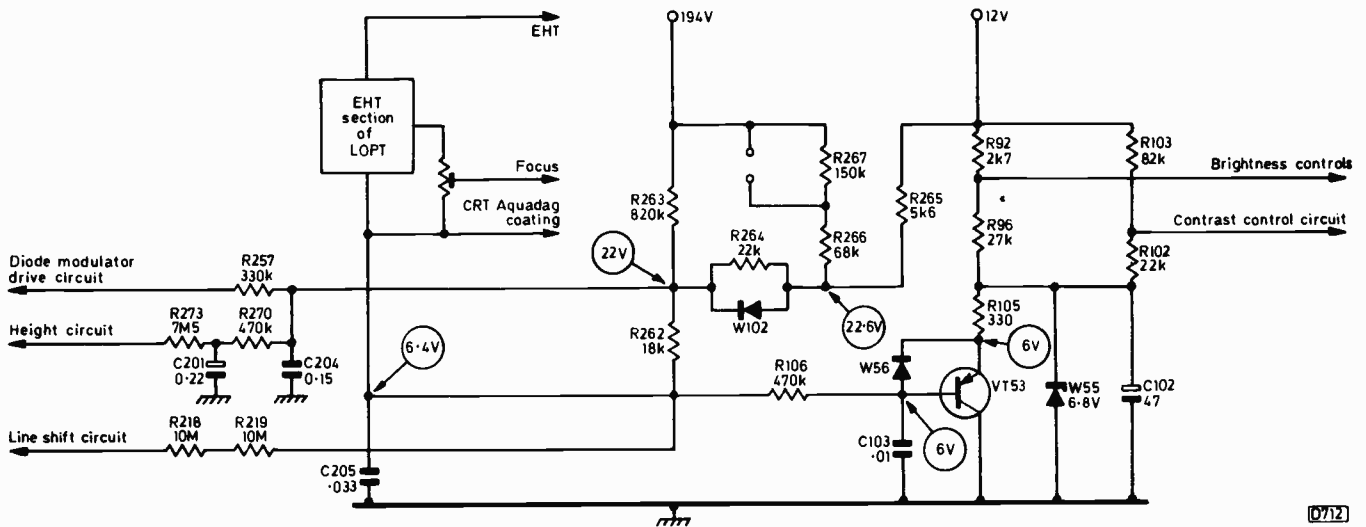 EHT
194V
12V
EHT
section
of
LOPT
Focus
CRT Aquadag
coating
R263
820k
R267
150k
R266
68k
R265
5k6
R92
2k7
R103
82k
Brightness controls
R96
27k
Contrast control circuit
R102
22k
Diode modulator
drive circuit
R257
330k
22V
R264
22k
W102
22·6V
R105
330
Height circuit
R273
7M5
R270
470k
C201
0·22
C204
0·15
6·4V
R262
18k
R106
470k
W56
6V
VT53
W55
6·8V
C102
47
Line shift circuit
R218
10M
R219
10M
C205
·033
C103
·01
6V
D712